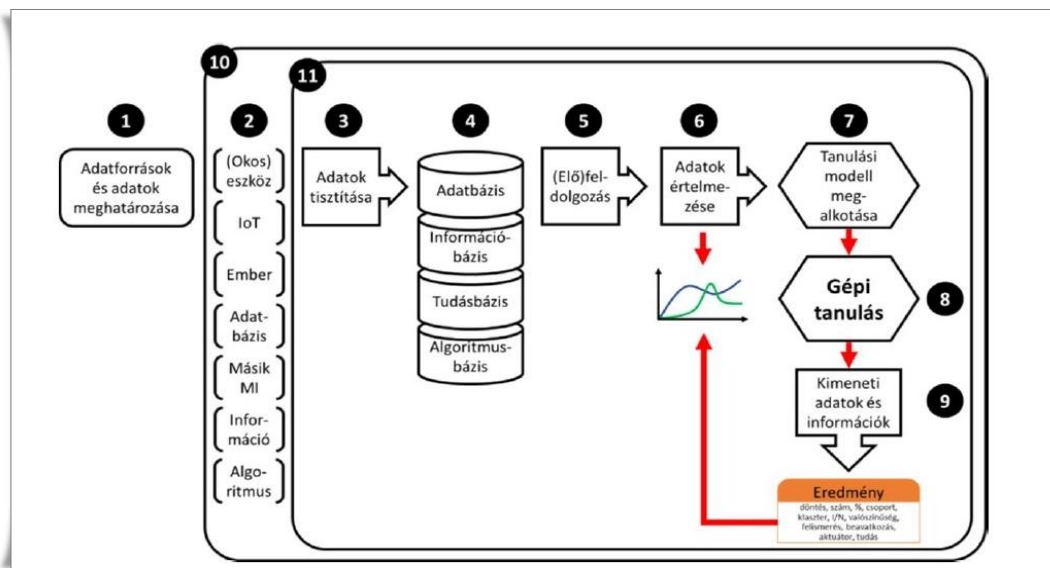 10
11
1
Adatforrások
és adatok
meghatározása
2
(Okos)
eszköz
IoT
Ember
Adat-
bázis
Másik
MI
Infor-
máció
Algo-
ritmus
3
Adatok
tisztítása
4
Adatbázis
Információ-
bázis
Tudásbázis
Algoritmus-
bázis
5
(Elő)fel-
dolgozás
6
Adatok
értelme-
zése
7
Tanulási
modell
meg-
alkotása
8
Gépi
tanulás
9
Kimeneti
adatok és
információk
Eredmény
döntés, szám, %, csoport,
klaszter, I/N, valószínűség,
felismerés, beavatkozás,
aktuátor, tudás